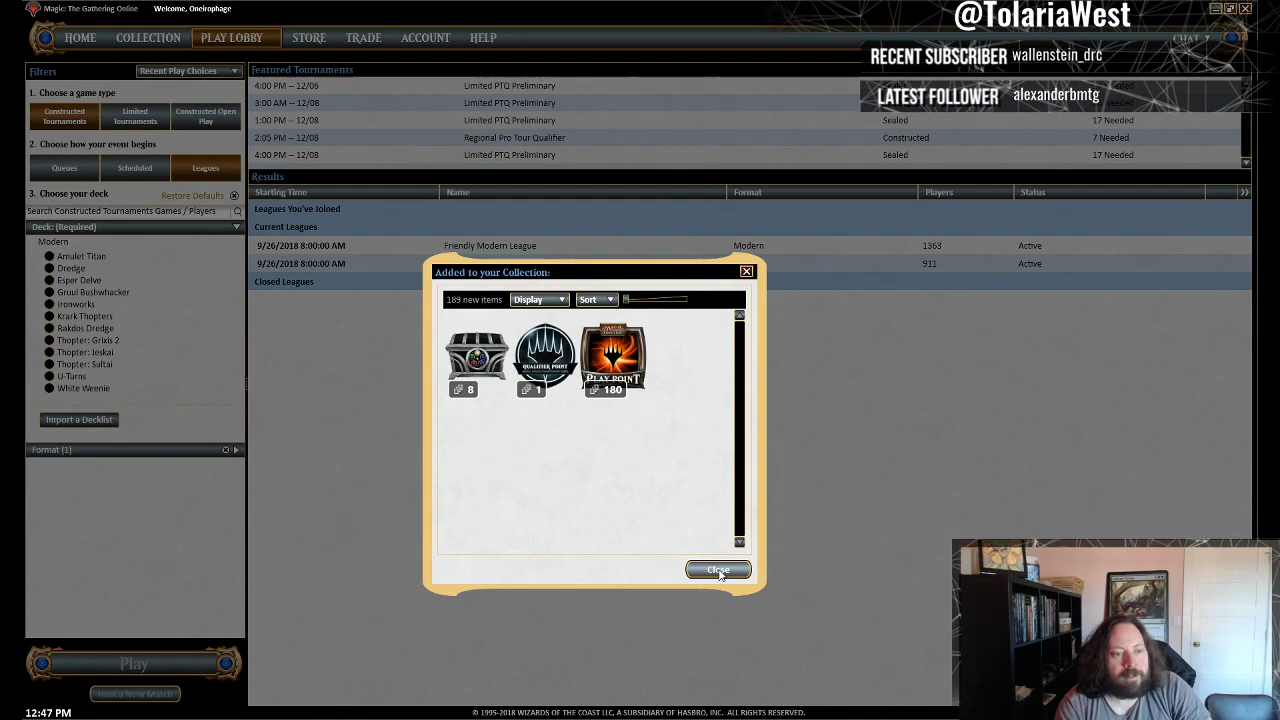 Magic: The Gathering Online Welcome, Oneirophage
@TolariaWest
HOME COLLECTION PLAY LOBBY STORE TRADE ACCOUNT HELP CHAT
RECENT SUBSCRIBER wallenstein_drc
LATEST FOLLOWER alexanderbmtg
Filters Recent Play Choices
1. Choose a game type
Constructed Tournaments
Limited Tournaments
Constructed Open Play
2. Choose how your event begins
Queues Scheduled Leagues
3. Choose your deck Restore Defaults
Search Constructed Tournaments Games / Players
Deck: (Required)
Modern
Amulet Titan
Dredge
Esper Delve
Gruul Bushwhacker
Ironworks
Krark Thopters
Rakdos Dredge
Thopter: Grixis 2
Thopter: Jeskai
Thopter: Sultai
U-Turns
White Weenie
Import a Decklist
Format (1)
Play
Host a New Match
12:47 PM
Featured Tournaments
4:00 PM -- 12/06 Limited PTQ Preliminary
3:00 AM -- 12/08 Limited PTQ Preliminary
1:00 PM -- 12/08 Limited PTQ Preliminary Sealed 17 Needed
2:05 PM -- 12/08 Regional Pro Tour Qualifier Constructed 7 Needed
4:00 PM -- 12/08 Limited PTQ Preliminary Sealed 17 Needed
Results
Starting Time Name Format Players Status
Leagues You've Joined
Current Leagues
9/26/2018 8:00:00 AM Friendly Modern League Modern 1363 Active
9/26/2018 8:00:00 AM 911 Active
Closed Leagues
Added to your Collection:
189 new items Display Sort
QUALIFIER POINT
PLAY POINT
8 1 180
Close
© 1995-2018 WIZARDS OF THE COAST LLC, A SUBSIDIARY OF HASBRO, INC. ALL RIGHTS RESERVED.